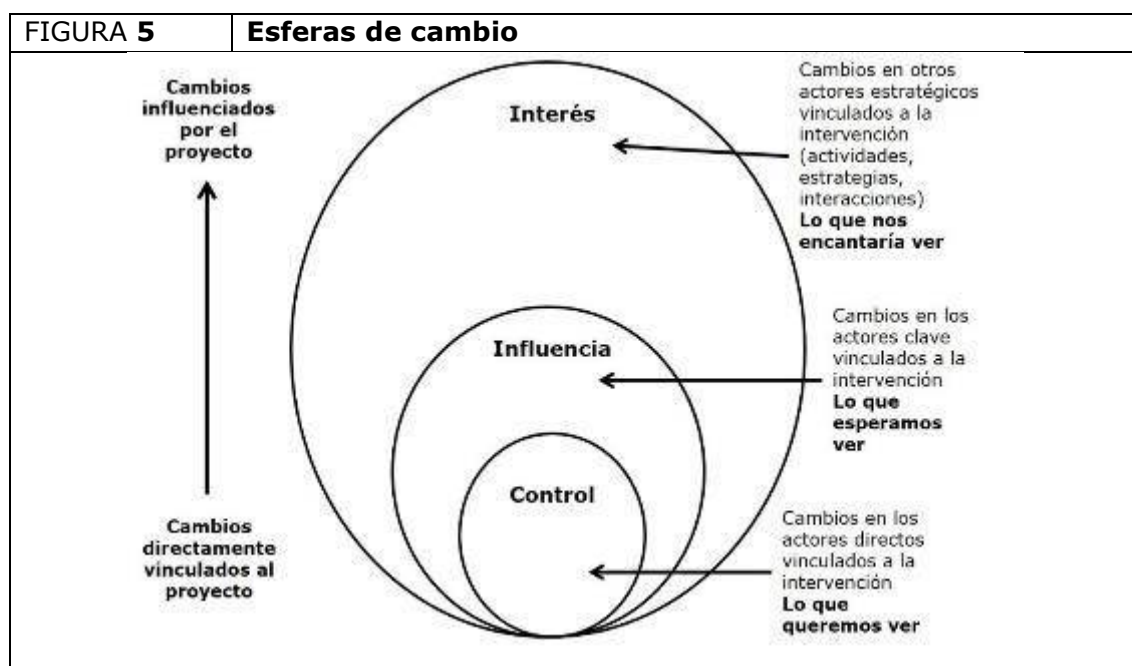 FIGURA 5
Esferas de cambio
Cambios
influenciados
por el
proyecto
Cambios
directamente
vinculados al
proyecto
Interés
Influencia
Control
Cambios en otros
actores estratégicos
vinculados a la
intervención
(actividades,
estrategias,
interacciones)
Lo que nos
encantaría ver
Cambios en los
actores clave
vinculados a la
intervención
Lo que
esperamos
ver
Cambios en los
actores directos
vinculados a la
intervención
Lo que
queremos ver